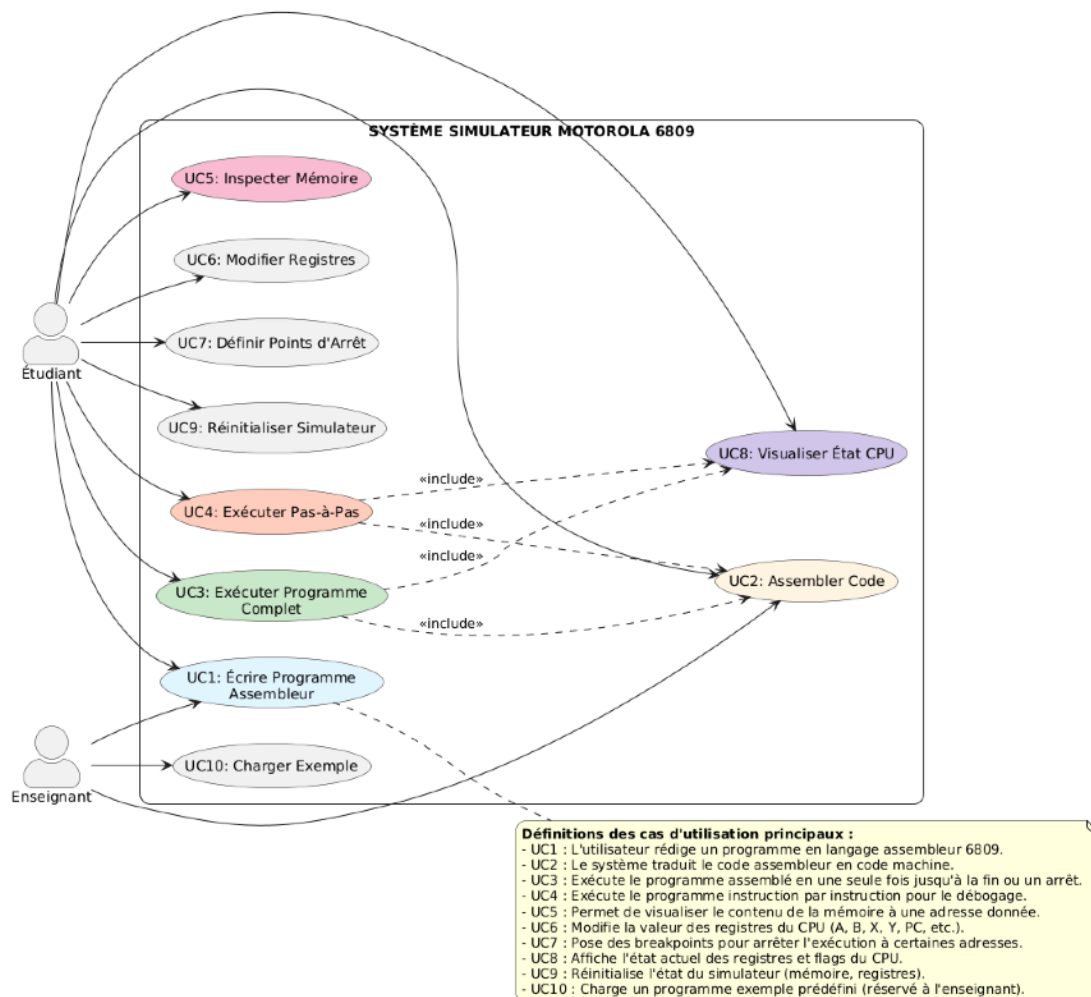 SYSTÈME SIMULATEUR MOTOROLA 6809
UC5: Inspecter Mémoire
UC6: Modifier Registres
UC7: Définir Points d'Arrêt
Étudiant
UC9: Réinitialiser Simulateur
UC8: Visualiser État CPU
«include»
UC4: Exécuter Pas-à-Pas
«include»
«include»
UC3: Exécuter Programme
Complet
UC2: Assembler Code
«include»
UC1: Écrire Programme
Assembleur
UC10: Charger Exemple
Enseignant
Définitions des cas d'utilisation principaux :
- UC1 : L'utilisateur rédige un programme en langage assembleur 6809.
- UC2 : Le système traduit le code assembleur en code machine.
- UC3 : Exécute le programme assemblé en une seule fois jusqu'à la fin ou un arrêt.
- UC4 : Exécute le programme instruction par instruction pour le débogage.
- UC5 : Permet de visualiser le contenu de la mémoire à une adresse donnée.
- UC6 : Modifie la valeur des registres du CPU (A, B, X, Y, PC, etc.).
- UC7 : Pose des breakpoints pour arrêter l'exécution à certaines adresses.
- UC8 : Affiche l'état actuel des registres et flags du CPU.
- UC9 : Réinitialise l'état du simulateur (mémoire, registres).
- UC10 : Charge un programme exemple prédéfini (réservé à l'enseignant).